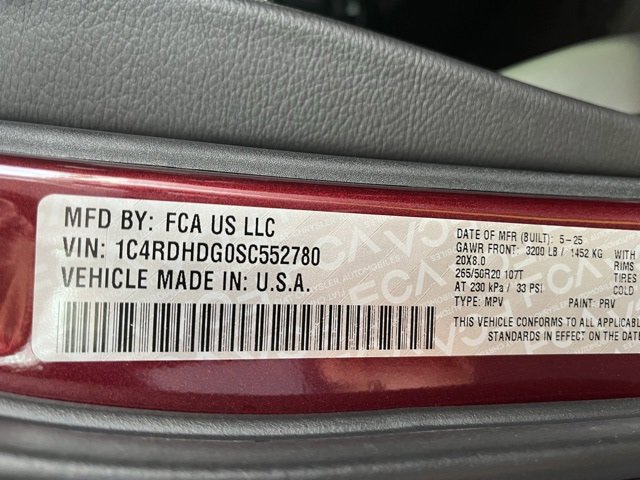 MFD BY: FCA US LLC
VIN: 1C4RDHDG0SC552780
VEHICLE MADE IN: U.S.A.
DATE OF MFR (BUILT): 5-25
GAWR FRONT: 3200 LB / 1452 KG WITH
20X8.0 RIMS
265/50R20 107T TIRES
AT 230 kPa / 33 PSI COLD
TYPE: MPV PAINT: PRV
THIS VEHICLE CONFORMS TO ALL APPLICABLE
STANDARDS IN EFFECT ON THE DATE